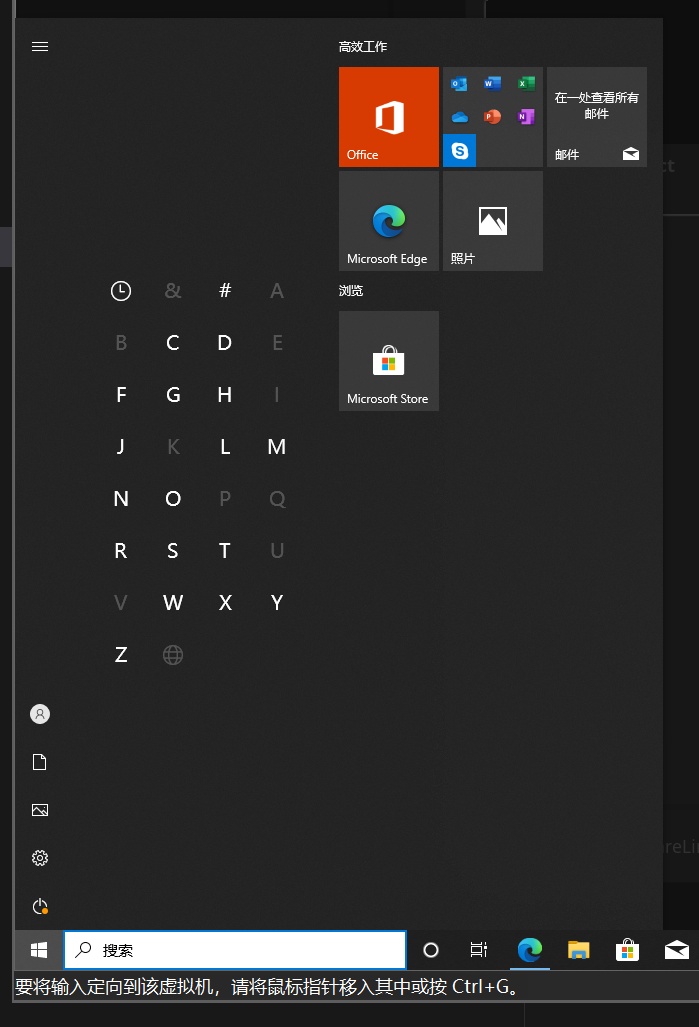 高效工作
Office
在一处查看所有
邮件
邮件
Microsoft Edge
照片
浏览
Microsoft Store
& # A
B C D E
F G H I
J K L M
N O P Q
R S T U
V W X Y
Z
搜索
要将输入定向到该虚拟机，请将鼠标指针移入其中或按 Ctrl+G。